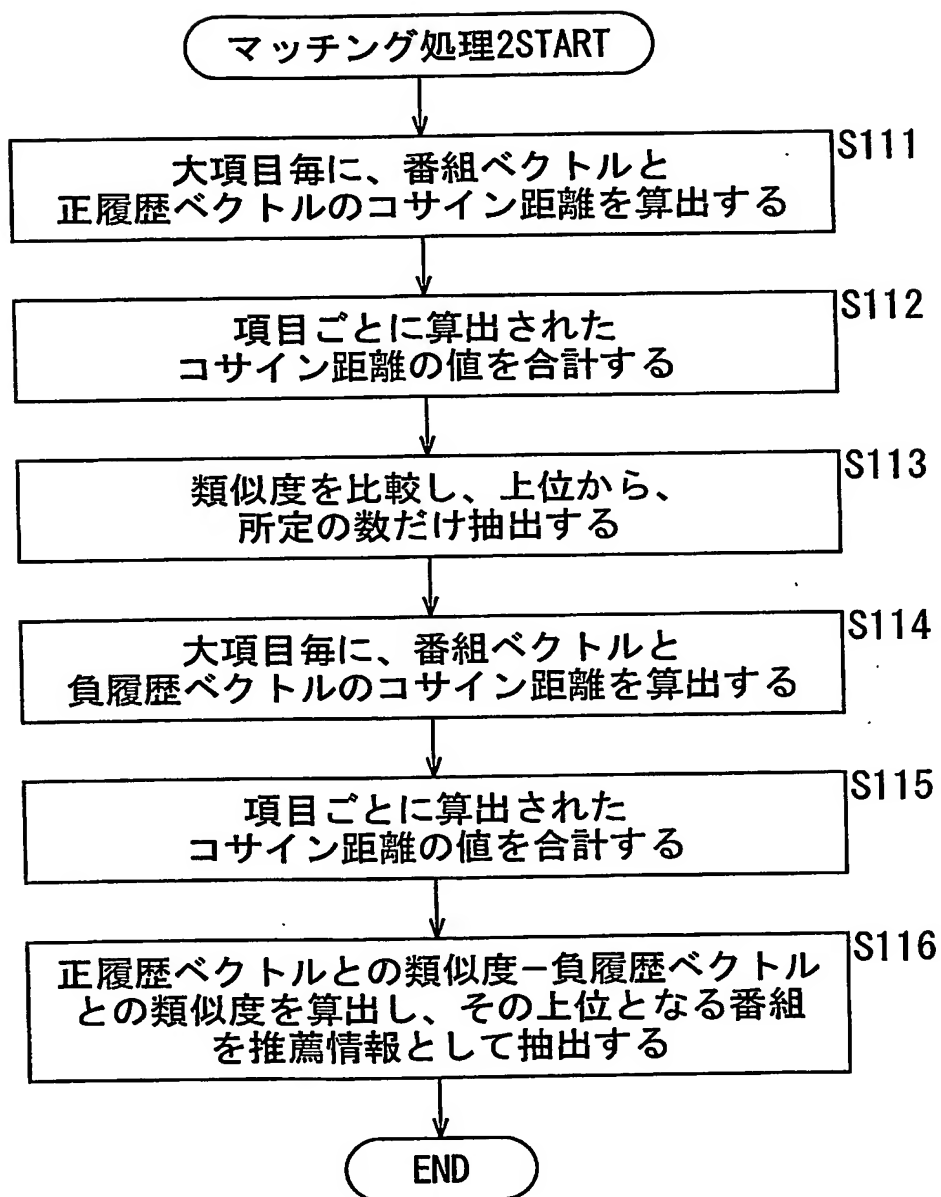 マッチング処理2START
S111
大項目毎に、番組ベクトルと
正履歴ベクトルのコサイン距離を算出する
S112
項目ごとに算出された
コサイン距離の値を合計する
S113
類似度を比較し、上位から、
所定の数だけ抽出する
S114
大項目毎に、番組ベクトルと
負履歴ベクトルのコサイン距離を算出する
S115
項目ごとに算出された
コサイン距離の値を合計する
S116
正履歴ベクトルとの類似度−負履歴ベクトル
との類似度を算出し、その上位となる番組
を推薦情報として抽出する
END